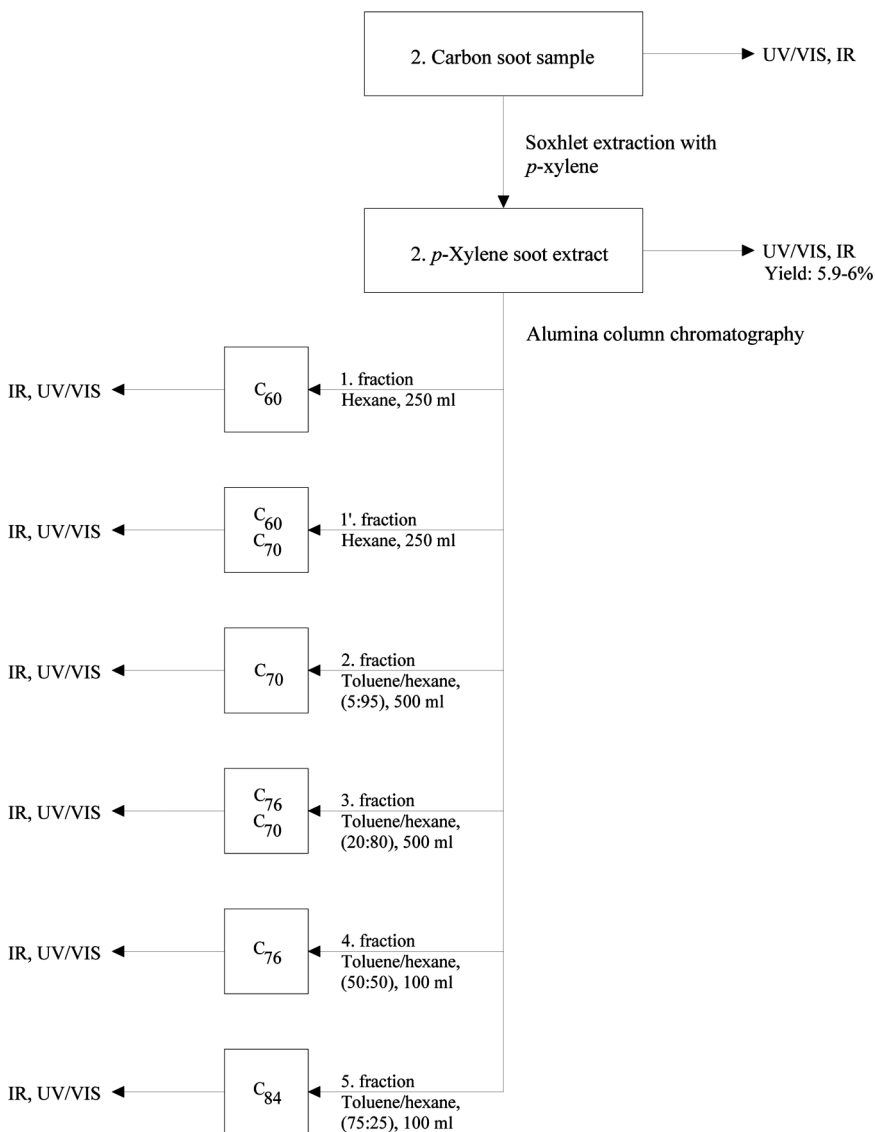 2. Carbon soot sample
UV/VIS, IR
Soxhlet extraction with
p-xylene
2. p-Xylene soot extract
UV/VIS, IR
Yield: 5.9-6%
Alumina column chromatography
IR, UV/VIS
C60
1. fraction
Hexane, 250 ml
IR, UV/VIS
C60
C70
1'. fraction
Hexane, 250 ml
IR, UV/VIS
C70
2. fraction
Toluene/hexane,
(5:95), 500 ml
IR, UV/VIS
C76
C70
3. fraction
Toluene/hexane,
(20:80), 500 ml
IR, UV/VIS
C76
4. fraction
Toluene/hexane,
(50:50), 100 ml
IR, UV/VIS
C84
5. fraction
Toluene/hexane,
(75:25), 100 ml